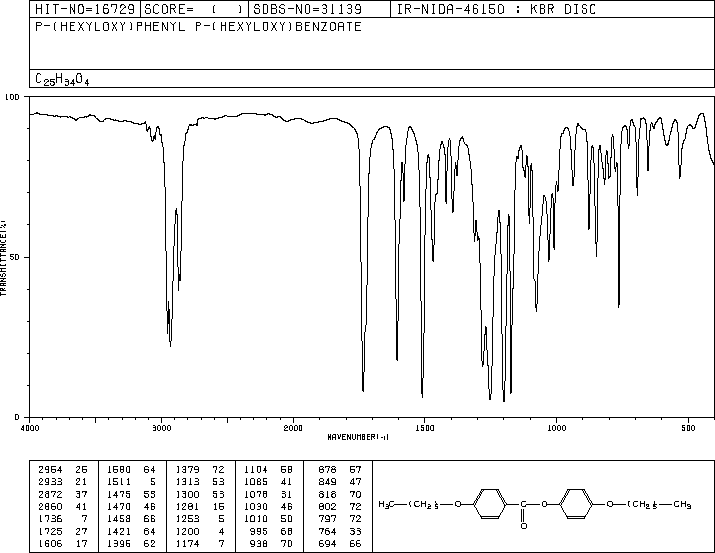 HIT-NO=16729 SCORE= ( ) SDBS-NO=31139 IR-NIDA-46150 : KBR DISC
P-(HEXYLOXY)PHENYL P-(HEXYLOXY)BENZOATE
C25H34O4
100
50
0
TRANSMITTANCE(%)
4000 3000 2000 1500 1000 500
WAVENUMBER(-1)
2954 26 1580 64 1379 72 1104 58 878 57
2933 21 1511 5 1313 53 1085 41 849 47
2872 37 1475 55 1300 53 1078 31 818 70
2860 41 1470 46 1281 16 1030 46 802 72
1736 7 1458 66 1253 5 1010 50 797 72
1725 27 1421 64 1200 4 995 68 764 33
1606 17 1395 62 1174 7 938 70 694 66
H3C—(CH2)5—O O—(CH2)5—CH3
C—O
O